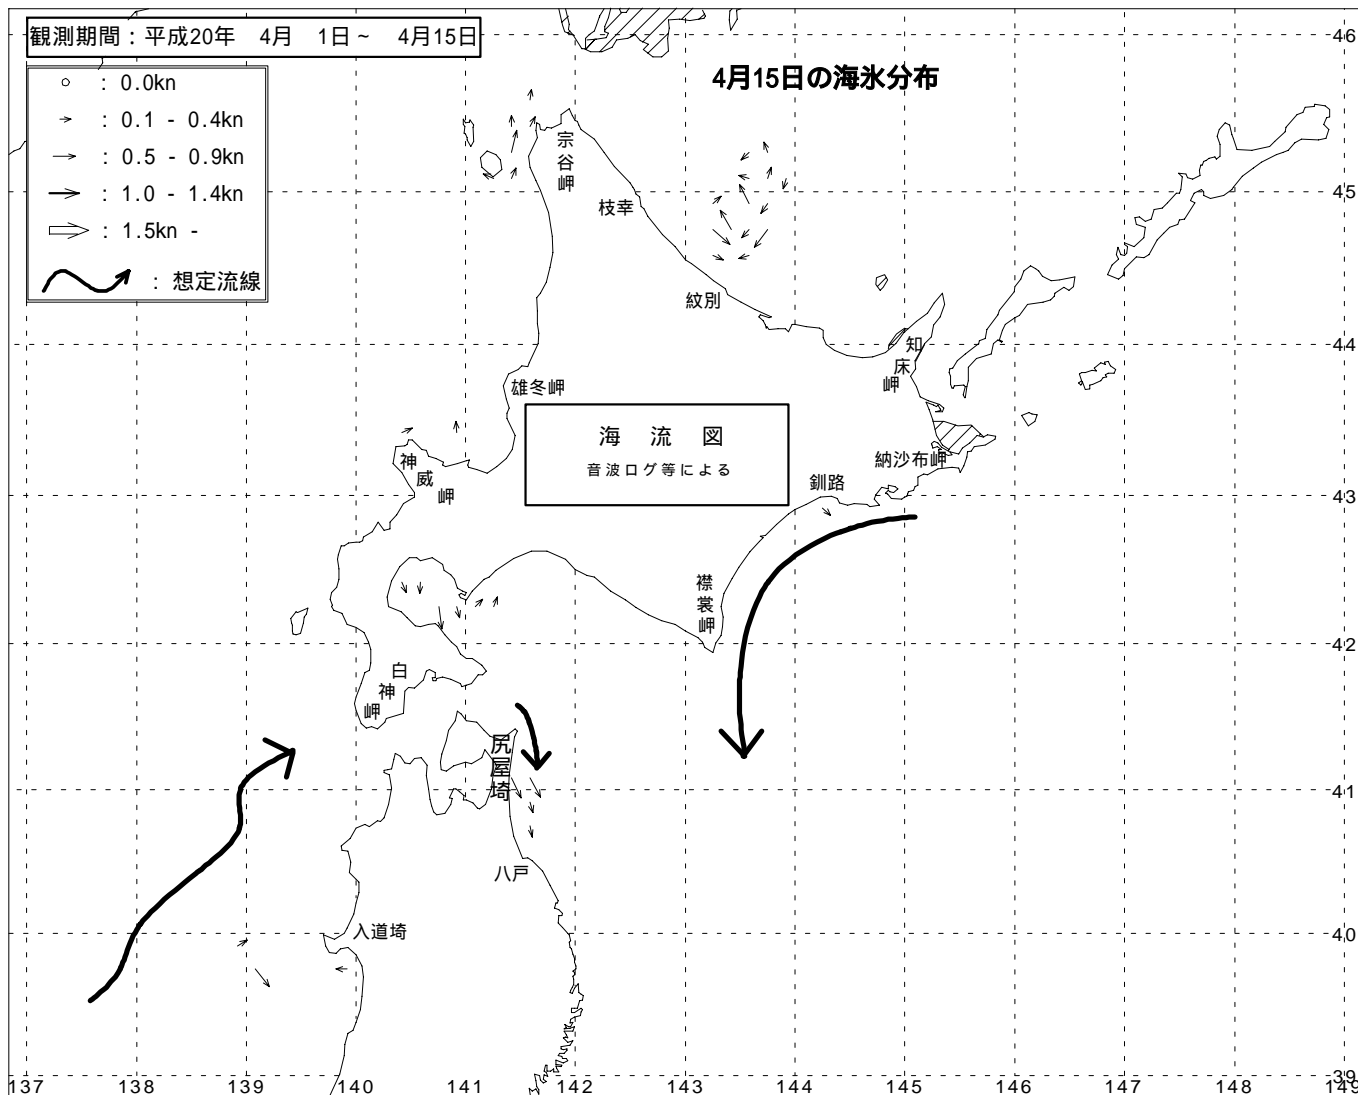 観測期間：平成20年　4月　1日～　4月15日
： 0.0kn
： 0.1 - 0.4kn
： 0.5 - 0.9kn
： 1.0 - 1.4kn
： 1.5kn -
： 想定流線
4月15日の海氷分布
宗谷岬
枝幸
紋別
知床岬
雄冬岬
海　流　図
音波ログ等による
神威岬
納沙布岬
釧路
襟裳岬
白神岬
尻屋埼
八戸
入道埼
46
45
44
43
42
41
40
39
137 138 139 140 141 142 143 144 145 146 147 148 149